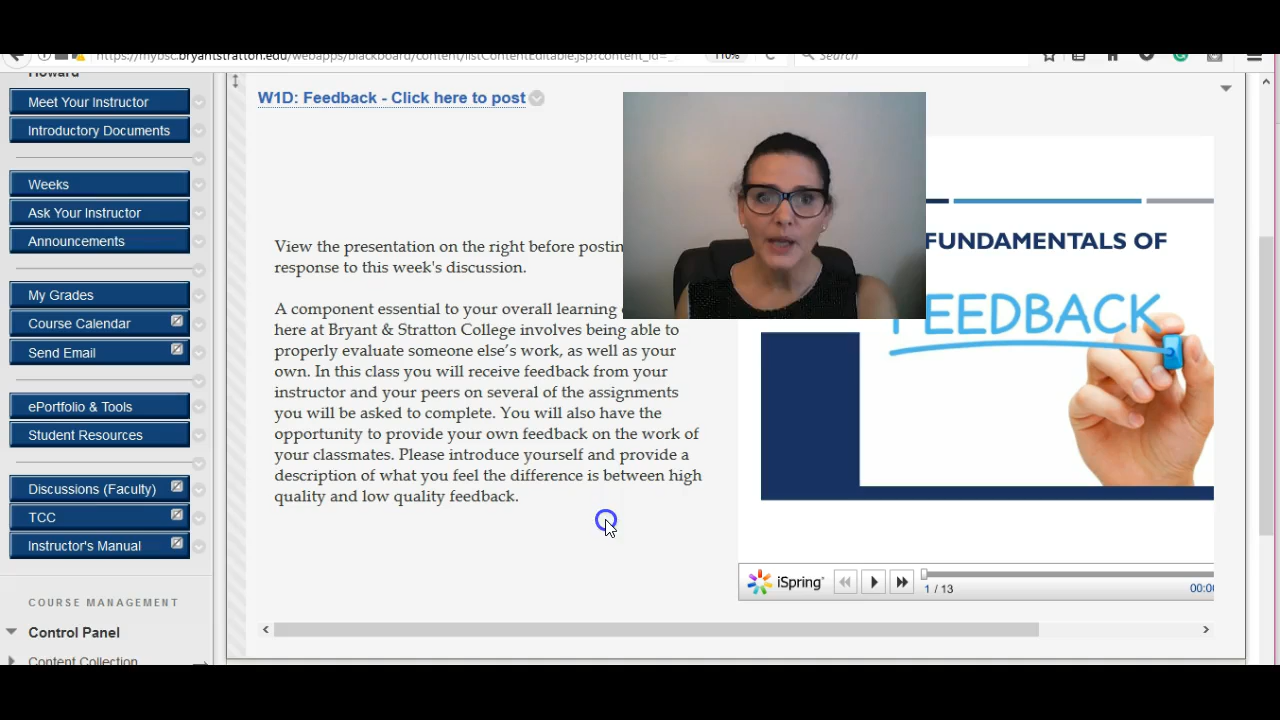 https://mybsc.bryantstratton.edu/webapps/blackboard/content/listContentEditable.jsp?content_id=_
110%
Search
Howard
Meet Your Instructor
Introductory Documents
Weeks
Ask Your Instructor
Announcements
My Grades
Course Calendar
Send Email
ePortfolio & Tools
Student Resources
Discussions (Faculty)
TCC
Instructor's Manual
COURSE MANAGEMENT
Control Panel
Content Collection
W1D: Feedback - Click here to post
View the presentation on the right before postin
response to this week's discussion.
A component essential to your overall learning
here at Bryant & Stratton College involves being able to
properly evaluate someone else’s work, as well as your
own. In this class you will receive feedback from your
instructor and your peers on several of the assignments
you will be asked to complete. You will also have the
opportunity to provide your own feedback on the work of
your classmates. Please introduce yourself and provide a
description of what you feel the difference is between high
quality and low quality feedback.
FUNDAMENTALS OF
FEEDBACK
iSpring
1 / 13
00:0